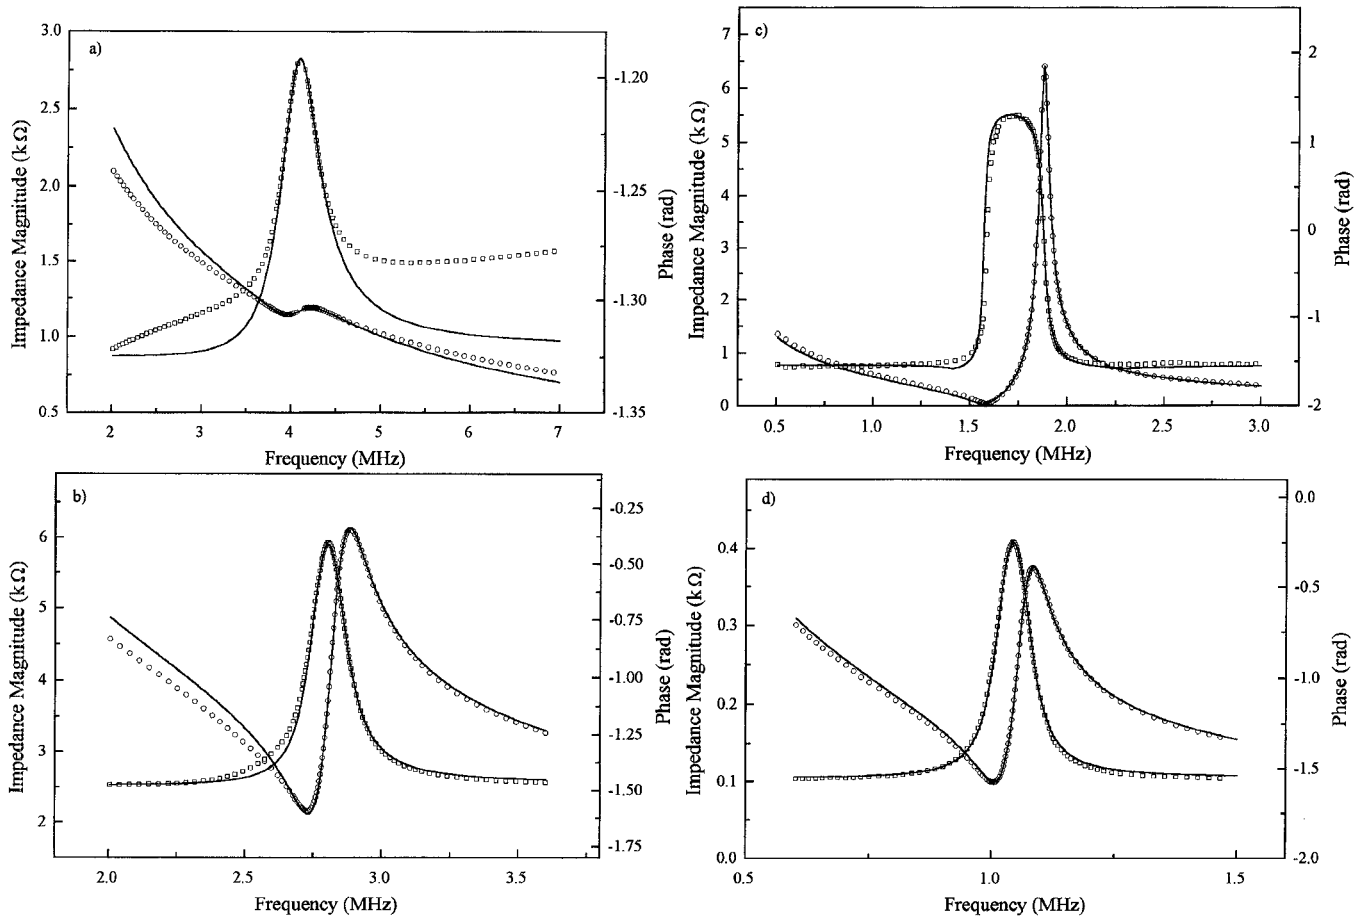 a)
3.0
2.5
2.0
1.5
1.0
0.5
Impedance Magnitude (k Ω)
-1.20
-1.25
-1.30
-1.35
Phase (rad)
2 3 4 5 6 7
Frequency (MHz)
c)
7
6
5
4
3
2
1
0
Impedance Magnitude (k Ω)
2
1
0
-1
-2
Phase (rad)
0.5 1.0 1.5 2.0 2.5 3.0
Frequency (MHz)
b)
6
5
4
3
2
Impedance Magnitude (k Ω)
-0.25
-0.50
-0.75
-1.00
-1.25
-1.50
-1.75
Phase (rad)
2.0 2.5 3.0 3.5
Frequency (MHz)
d)
0.4
0.3
0.2
0.1
0.0
Impedance Magnitude (k Ω)
0.0
-0.5
-1.0
-1.5
-2.0
Phase (rad)
0.5 1.0 1.5
Frequency (MHz)